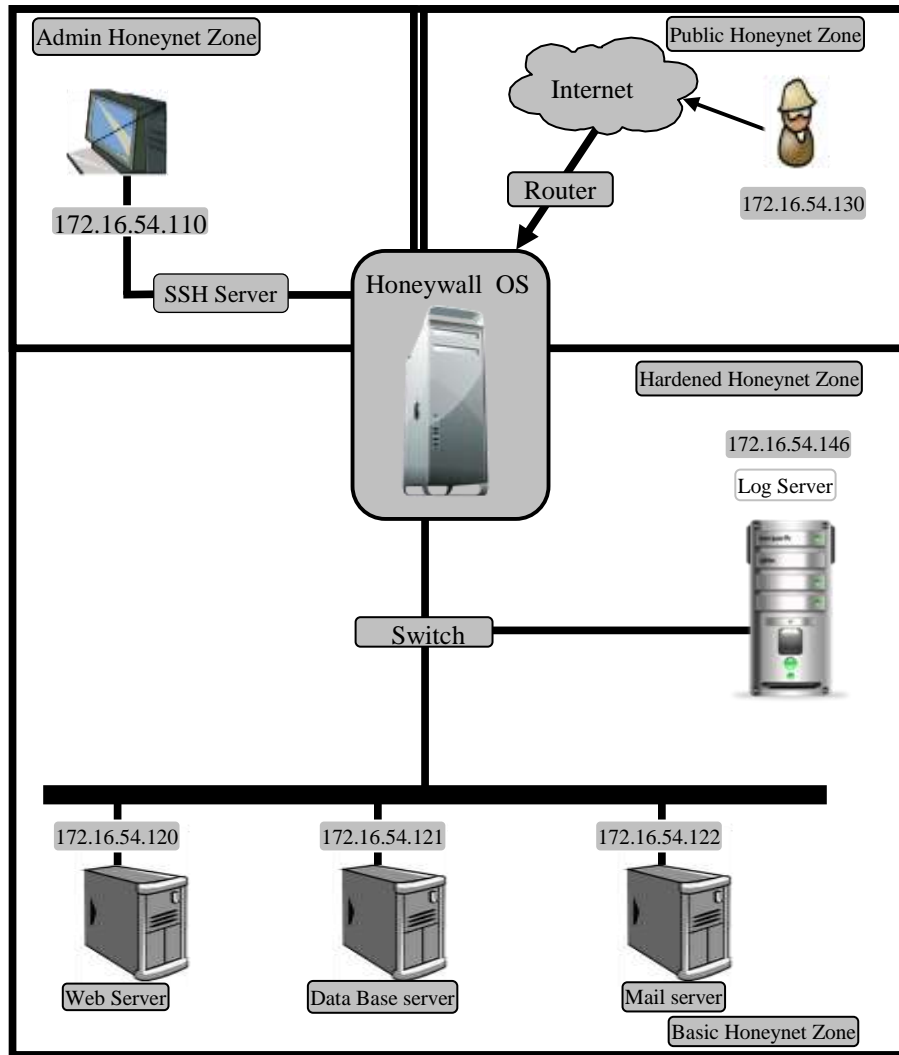 Admin Honeynet Zone
Public Honeynet Zone
Internet
Router
172.16.54.130
172.16.54.110
SSH Server
Honeywall OS
Hardened Honeynet Zone
172.16.54.146
Log Server
Switch
172.16.54.120
172.16.54.121
172.16.54.122
Web Server
Data Base server
Mail server
Basic Honeynet Zone